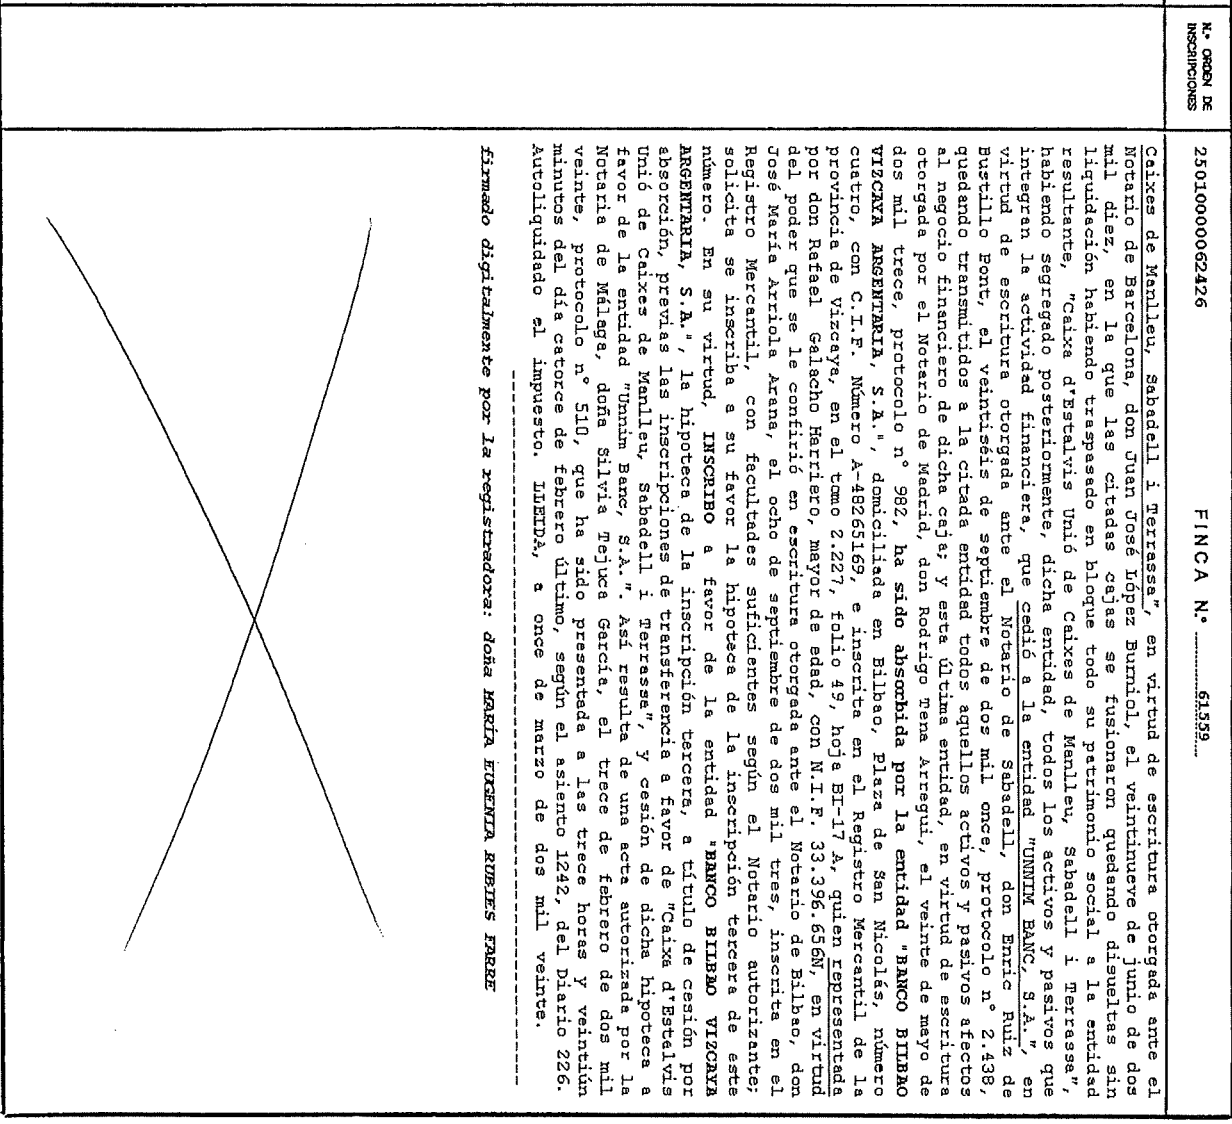 N.º ORDEN DE
INSCRIPCIONES
25010000062426
FINCA N.º 61559
Caixes de Manlleu, Sabadell i Terrassa", en virtud de escritura otorgada ante el
Notario de Barcelona, don Juan José López Burniol, el veintinueve de junio de dos
mil diez, en la que las citadas cajas se fusionaron quedando disueltas sin
liquidación habiendo traspasado en bloque todo su patrimonio social a la entidad
resultante, "Caixa d'Estalvis Unió de Caixes de Manlleu, Sabadell i Terrassa",
habiendo segregado posteriormente, dicha entidad, todos los activos y pasivos que
integran la actividad financiera, que cedió a la entidad "UNNIM BANC, S.A.", en
virtud de escritura otorgada ante el Notario de Sabadell, don Enric Ruiz de
Bustillo Pont, el veintiséis de septiembre de dos mil once, protocolo nº 2.438,
quedando transmitidos a la citada entidad todos aquellos activos y pasivos afectos
al negocio financiero de dicha caja; y esta última entidad, en virtud de escritura
otorgada por el Notario de Madrid, don Rodrigo Tena Arregui, el veinte de mayo de
dos mil trece, protocolo nº 982, ha sido absorbida por la entidad "BANCO BILBAO
VIZCAYA ARGENTARIA, S.A.", domiciliada en Bilbao, Plaza de San Nicolás, número
cuatro, con C.I.F. Número A-48265169, e inscrita en el Registro Mercantil de la
provincia de Vizcaya, en el tomo 2.227, folio 49, hoja BI-17 A, quien representada
por don Rafael Galacho Harriero, mayor de edad, con N.I.F. 33.396.656N, en virtud
del poder que se le confirió en escritura otorgada ante el Notario de Bilbao, don
José María Arriola Arana, el ocho de septiembre de dos mil tres, inscrita en el
Registro Mercantil, con facultades suficientes según el Notario autorizante;
solicita se inscriba a su favor la hipoteca de la inscripción tercera de este
número. En su virtud, INSCRIBO a favor de la entidad "BANCO BILBAO VIZCAYA
ARGENTARIA, S.A.", la hipoteca de la inscripción tercera, a título de cesión por
absorción, previas las inscripciones de transferencia a favor de "Caixa d'Estalvis
Unió de Caixes de Manlleu, Sabadell i Terrassa", y cesión de dicha hipoteca a
favor de la entidad "Unnim Banc, S.A.". Así resulta de una acta autorizada por la
Notaria de Málaga, doña Silvia Tejuca García, el trece de febrero de dos mil
veinte, protocolo nº 510, que ha sido presentada a las trece horas y veintiún
minutos del día catorce de febrero último, según el asiento 1242, del Diario 226.
Autoliquidado el impuesto. LLEIDA, a once de marzo de dos mil veinte.
firmado digitalmente por la registradora: doña MARÍA EUGENIA RUBIES FARRE